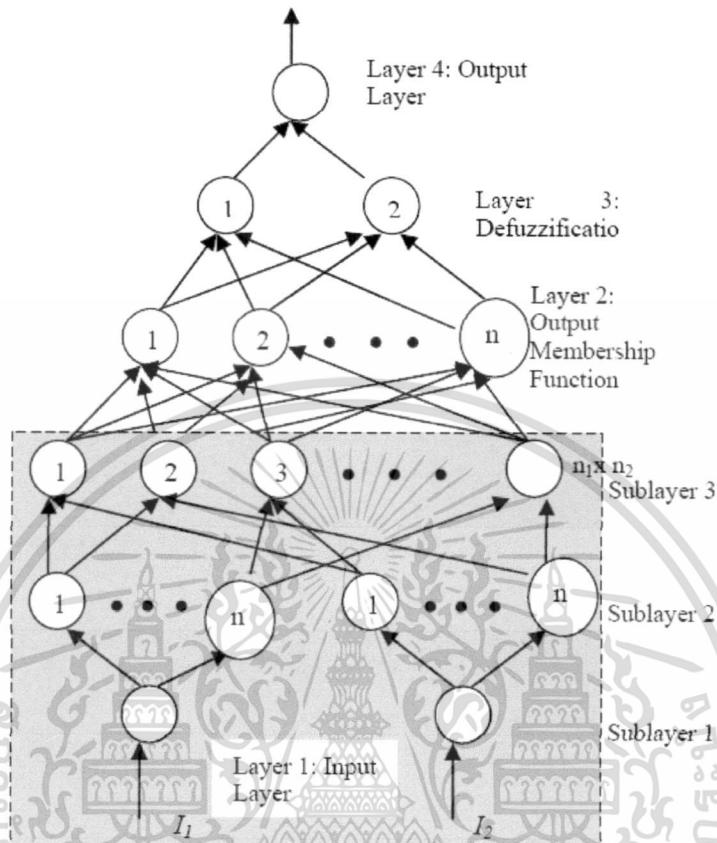 Layer 4: Output
Layer
1
2
Layer 3:
Defuzzificatio
Layer 2:
Output
Membership
Function
1
2
n
1
2
3
n₁x n₂
Sublayer 3
1
n
1
n
Sublayer 2
Sublayer 1
Layer 1: Input
Layer
I₁
I₂